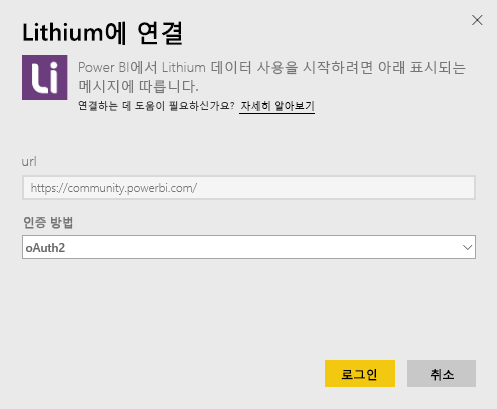 Lithium에 연결
Li
Power BI에서 Lithium 데이터 사용을 시작하려면 아래 표시되는
메시지에 따릅니다.
연결하는 데 도움이 필요하신가요? 자세히 알아보기
url
https://community.powerbi.com/
인증 방법
oAuth2
로그인 취소